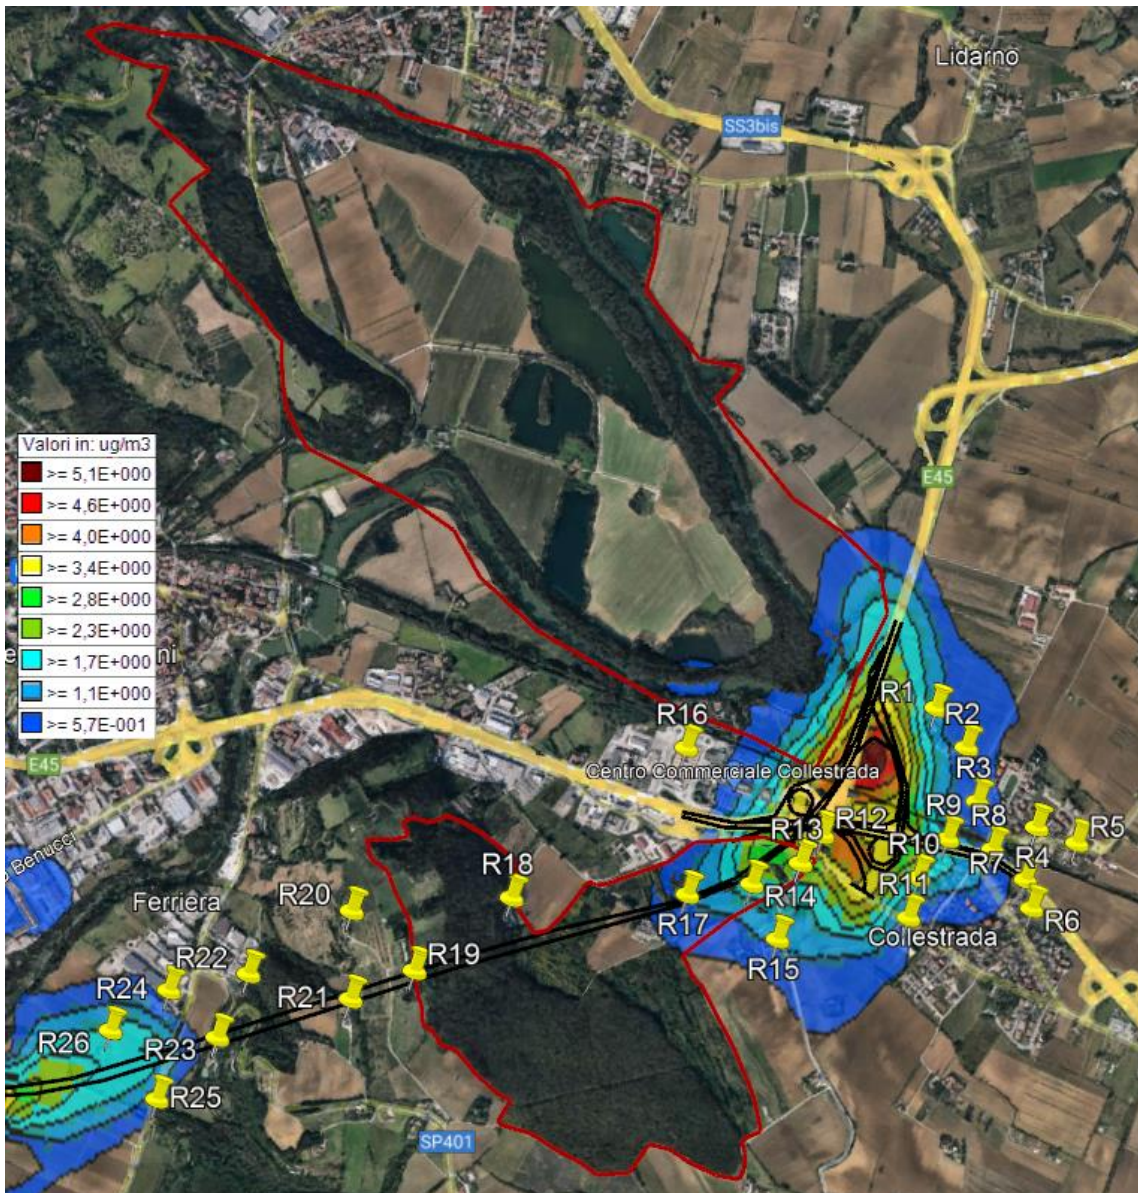 Lidarno
SS3bis
E45
Valori in: ug/m3
>= 5,1E+000
>= 4,6E+000
>= 4,0E+000
>= 3,4E+000
>= 2,8E+000
>= 2,3E+000
>= 1,7E+000
>= 1,1E+000
>= 5,7E-001
ni
E45
R1
R2
R16
Centro Commerciale Collestrada
R3
R9
R8
R12
R5
R13
R10
R7
R4
Benucci
R18
R14
R11
R6
R20
Ferriera
R17
Collestrada
R15
R19
R22
R24
R21
R26
R23
R25
SP401